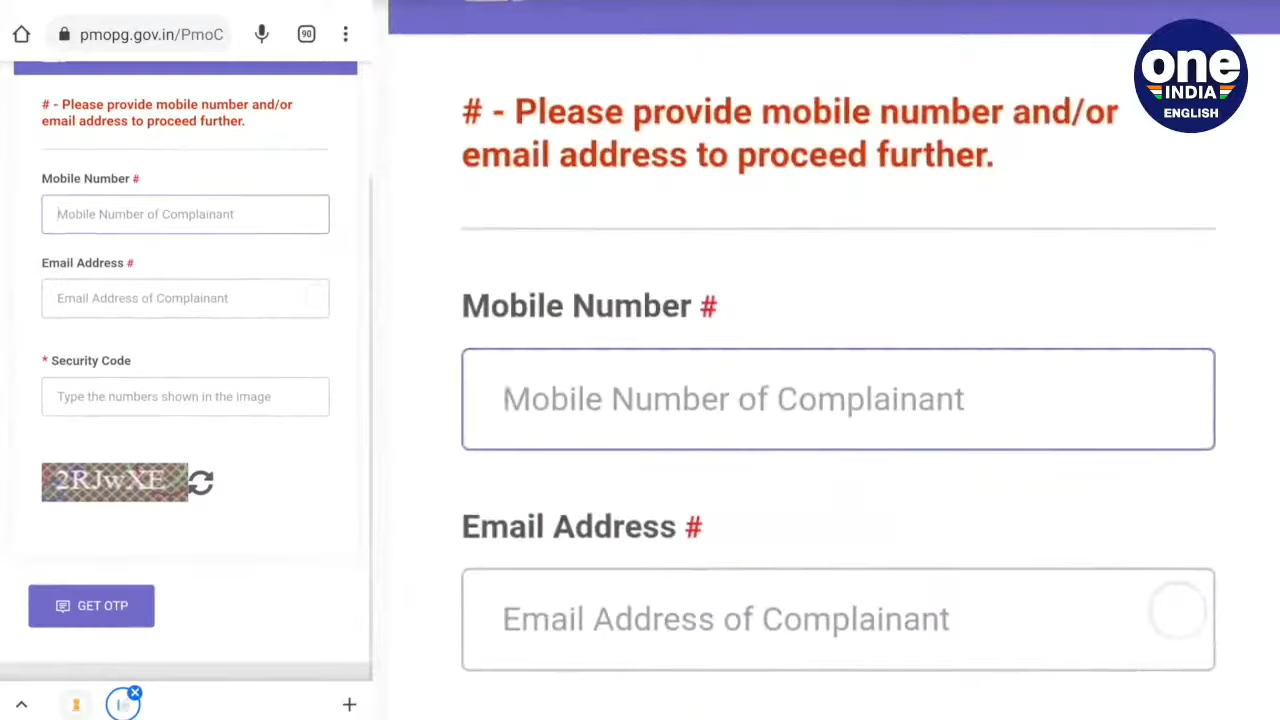 pmopg.gov.in/PmoC
90
# - Please provide mobile number and/or
email address to proceed further.
Mobile Number #
Mobile Number of Complainant
Email Address #
Email Address of Complainant
* Security Code
Type the numbers shown in the image
2RJwXE
GET OTP
# - Please provide mobile number and/or
email address to proceed further.
Mobile Number #
Mobile Number of Complainant
Email Address #
Email Address of Complainant
one
INDIA
ENGLISH